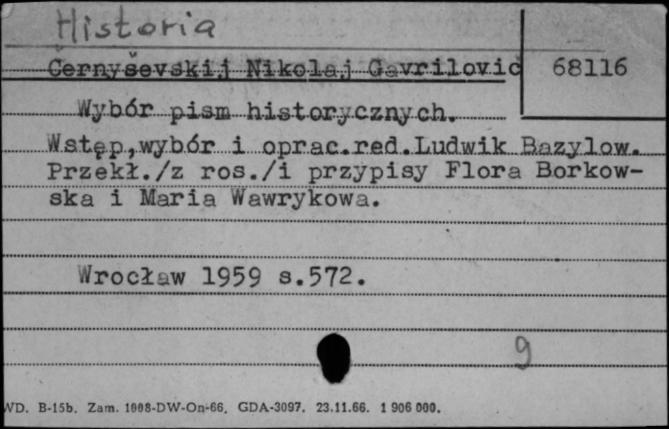 Historia
Černyševskij Nikolaj Gavrilovič 68116
Wybór pism historycznych.
Wstęp,wybór i oprac.red.Ludwik Bazylow.
Przekł./z ros./i przypisy Flora Borkow-
ska i Maria Wawrykowa.
Wrocław 1959 s.572.
9
WD. B-15b. Zam. 1008-DW-On-66. GDA-3097. 23.11.66. 1 906 000.